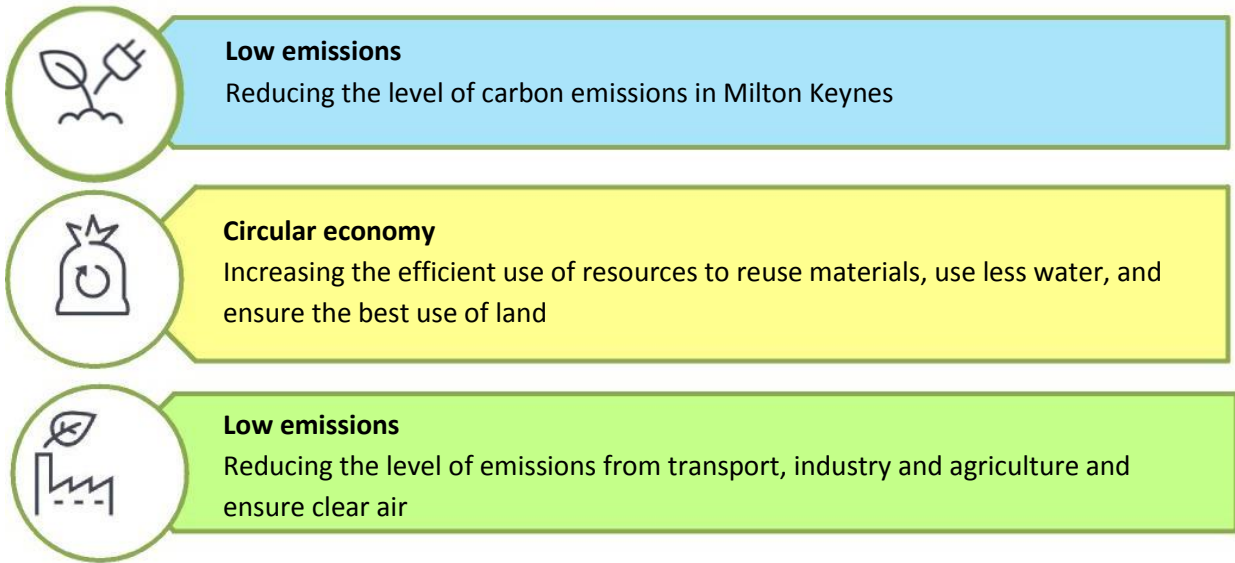 Low emissions
Reducing the level of carbon emissions in Milton Keynes
Circular economy
Increasing the efficient use of resources to reuse materials, use less water, and
ensure the best use of land
Low emissions
Reducing the level of emissions from transport, industry and agriculture and
ensure clear air